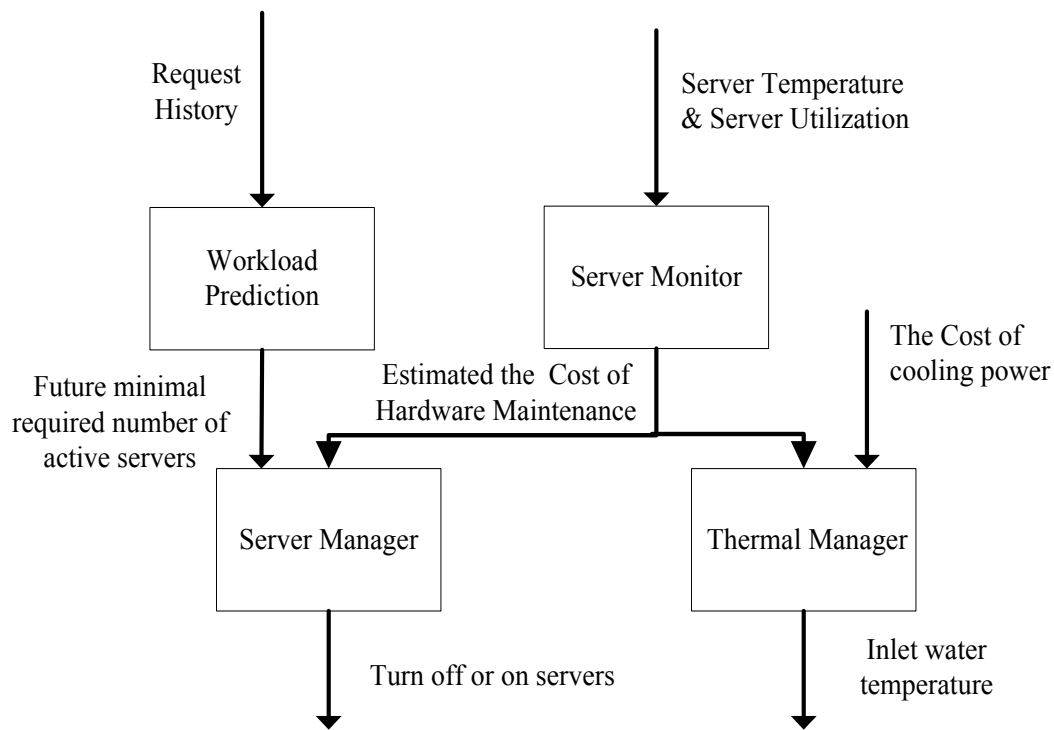 Request
History
Server Temperature
& Server Utilization
Workload
Prediction
Server Monitor
The Cost of
cooling power
Future minimal
required number of
active servers
Estimated the Cost of
Hardware Maintenance
Server Manager
Thermal Manager
Turn off or on servers
Inlet water
temperature